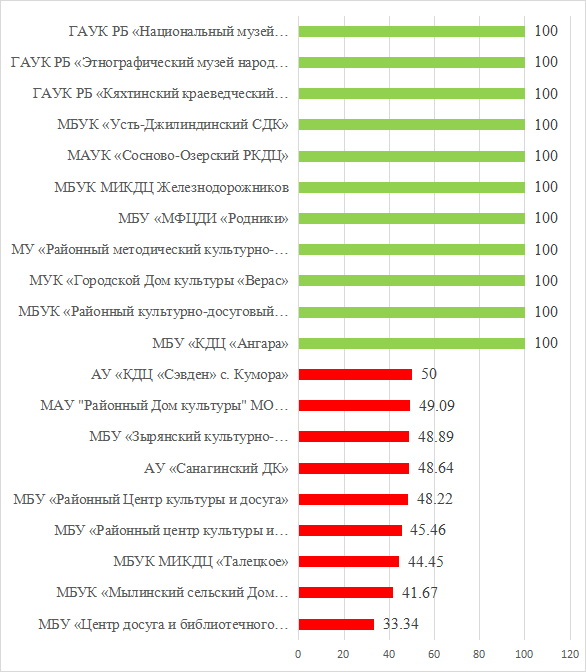 ГАУК РБ «Национальный музей… 100
ГАУК РБ «Этнографический музей народ… 100
ГАУК РБ «Кяхтинский краеведческий… 100
МБУК «Усть-Джилиндинский СДК» 100
МАУК «Сосново-Озерский РКДЦ» 100
МБУК МИКДЦ Железнодорожников 100
МБУ «МФЦДИ «Родники» 100
МУ «Районный методический культурно-… 100
МУК «Городской Дом культуры «Верас» 100
МБУК «Районный культурно-досуговый… 100
МБУ «КДЦ «Ангара» 100
АУ «КДЦ «Сэвден» с. Кумора» 50
МАУ "Районный Дом культуры" МО… 49.09
МБУ «Зырянский культурно-… 48.89
АУ «Санагинский ДК» 48.64
МБУ «Районный Центр культуры и досуга» 48.22
МБУ «Районный центр культуры и… 45.46
МБУК МИКДЦ «Талецкое» 44.45
МБУК «Мылинский сельский Дом… 41.67
МБУ «Центр досуга и библиотечного… 33.34
0 20 40 60 80 100 120